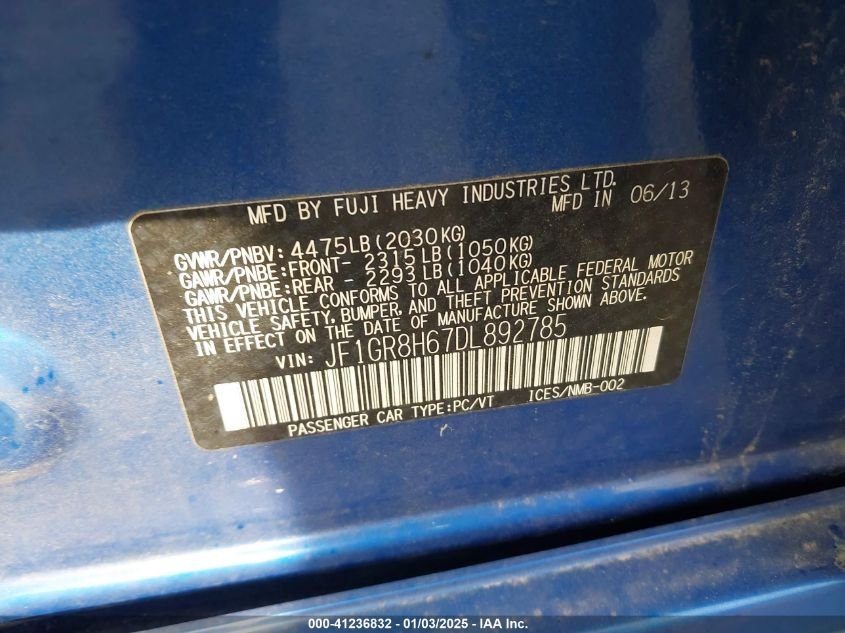 MFD BY FUJI HEAVY INDUSTRIES LTD.
MFD IN 06/13
GVWR/PNBV: 4475LB(2030KG)
GAWR/PNBE:FRONT- 2315LB(1050KG)
GAWR/PNBE:REAR - 2293LB(1040KG)
THIS VEHICLE CONFORMS TO ALL APPLICABLE FEDERAL MOTOR
VEHICLE SAFETY, BUMPER, AND THEFT PREVENTION STANDARDS
IN EFFECT ON THE DATE OF MANUFACTURE SHOWN ABOVE.
VIN: JF1GR8H67DL892785
PASSENGER CAR TYPE:PC/VT ICES/NMB-002
000-41236832 - 01/03/2025 - IAA Inc.